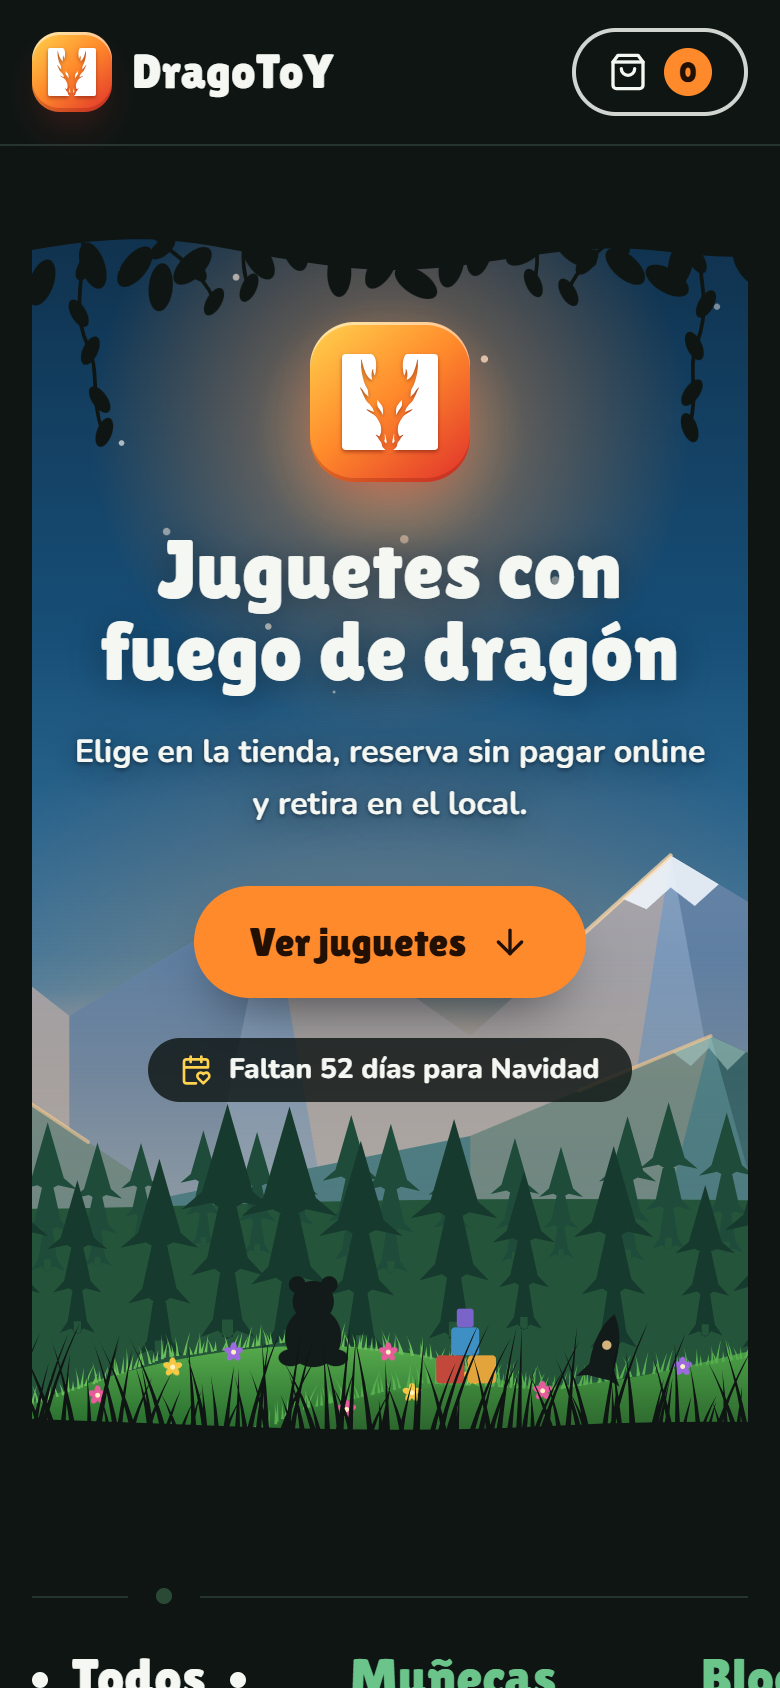 DragoToY
0
Juguetes con
fuego de dragón
Elige en la tienda, reserva sin pagar online
y retira en el local.
Ver juguetes
Faltan 52 días para Navidad
• Todos •
Muñecas
Blo